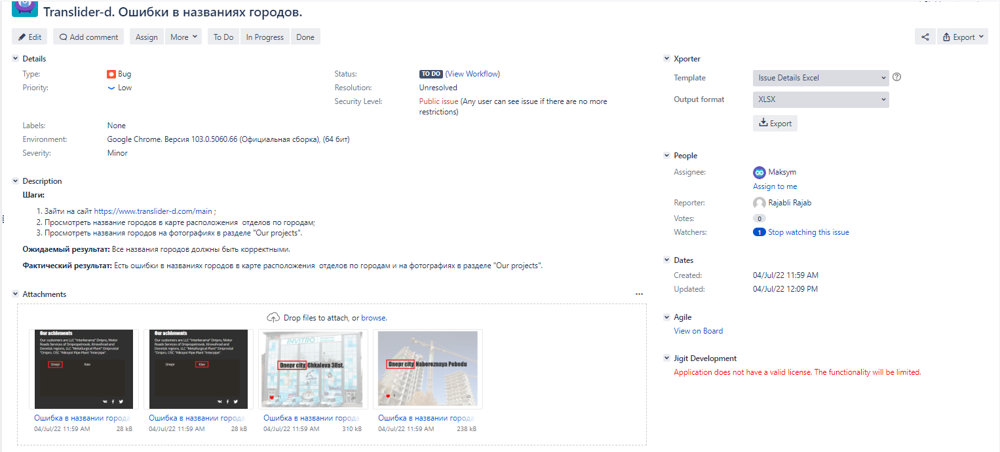 Translider-d. Ошибки в названиях городов.
Edit Add comment Assign More To Do In Progress Done Export
Details
Type: Bug
Status: TO DO (View Workflow)
Priority: Low
Resolution: Unresolved
Security Level: Public issue (Any user can see issue if there are no more
restrictions)
Labels: None
Environment: Google Chrome. Версия 103.0.5060.66 (Официальная сборка), (64 бит)
Severity: Minor
Description
Шаги:
1. Зайти на сайт https://www.translider-d.com/main ;
2. Просмотреть название городов в карте расположения отделов по городам;
3. Просмотреть названия городов на фотографиях в разделе "Our projects".
Ожидаемый результат: Все названия городов должны быть корректными.
Фактический результат: Есть ошибки в названиях городов в карте расположения отделов по городам и на фотографиях в разделе "Our projects".
Attachments
Drop files to attach, or browse.
Our achivments
Our customers are LLC "Interkerama" Dnipro, Motor
Roads Services of Dnipropetrovsk, Kirovohrad and
Donetsk regions, LLC "Metallurgical Plant" Dniprostal
"Dnipro, CISC "Nikopol Pipe Plant "Interpipe".
Dnepr Kiev
Our achivments
Our customers are LLC "Interkerama" Dnipro, Motor
Roads Services of Dnipropetrovsk, Kirovohrad and
Donetsk regions, LLC "Metallurgical Plant" Dniprostal
"Dnipro, CISC "Nikopol Pipe Plant "Interpipe".
Dnepr Kiev
INVITRO
Dnepr city Chkalova 38st.
Dnepr city Nabereznaya Pobedu
Ошибка в названии города
04/Jul/22 11:59 AM 28 kB
Ошибка в названии города
04/Jul/22 11:59 AM 28 kB
Ошибка в названии города
04/Jul/22 11:59 AM 310 kB
Ошибка в названии города
04/Jul/22 11:59 AM 238 kB
Xporter
Template Issue Details Excel
Output format XLSX
Export
People
Assignee: Maksym
Assign to me
Reporter: Rajabli Rajab
Votes: 0
Watchers: 1 Stop watching this issue
Dates
Created: 04/Jul/22 11:59 AM
Updated: 04/Jul/22 12:09 PM
Agile
View on Board
Jigit Development
Application does not have a valid license. The functionality will be limited.